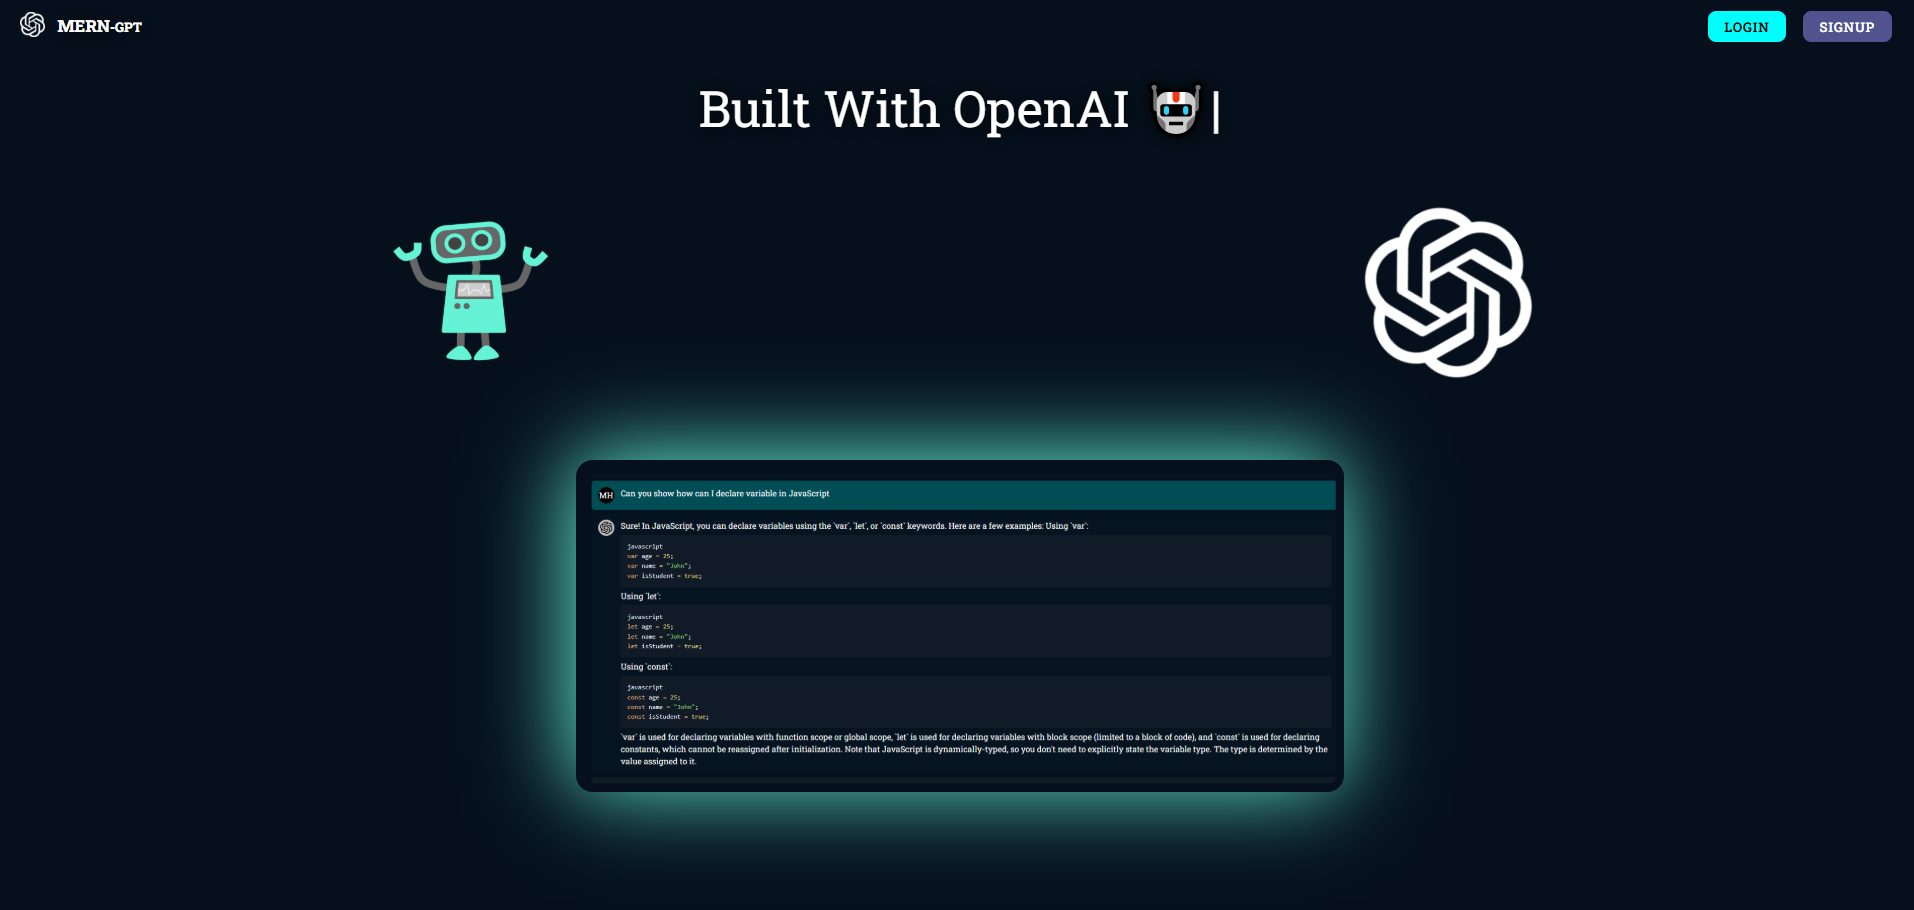 MERN-GPT
LOGIN
SIGNUP
Built With OpenAI 🤖|
MH
Can you show how can I declare variable in JavaScript
Sure! In JavaScript, you can declare variables using the `var`, `let`, or `const` keywords. Here are a few examples: Using `var`:
javascript
var age = 25;
var name = "John";
var isStudent = true;
Using `let`:
javascript
let age = 25;
let name = "John";
let isStudent = true;
Using `const`:
javascript
const age = 25;
const name = "John";
const isStudent = true;
`var` is used for declaring variables with function scope or global scope, `let` is used for declaring variables with block scope (limited to a block of code), and `const` is used for declaring
constants, which cannot be reassigned after initialization. Note that JavaScript is dynamically-typed, so you don't need to explicitly state the variable type. The type is determined by the
value assigned to it.